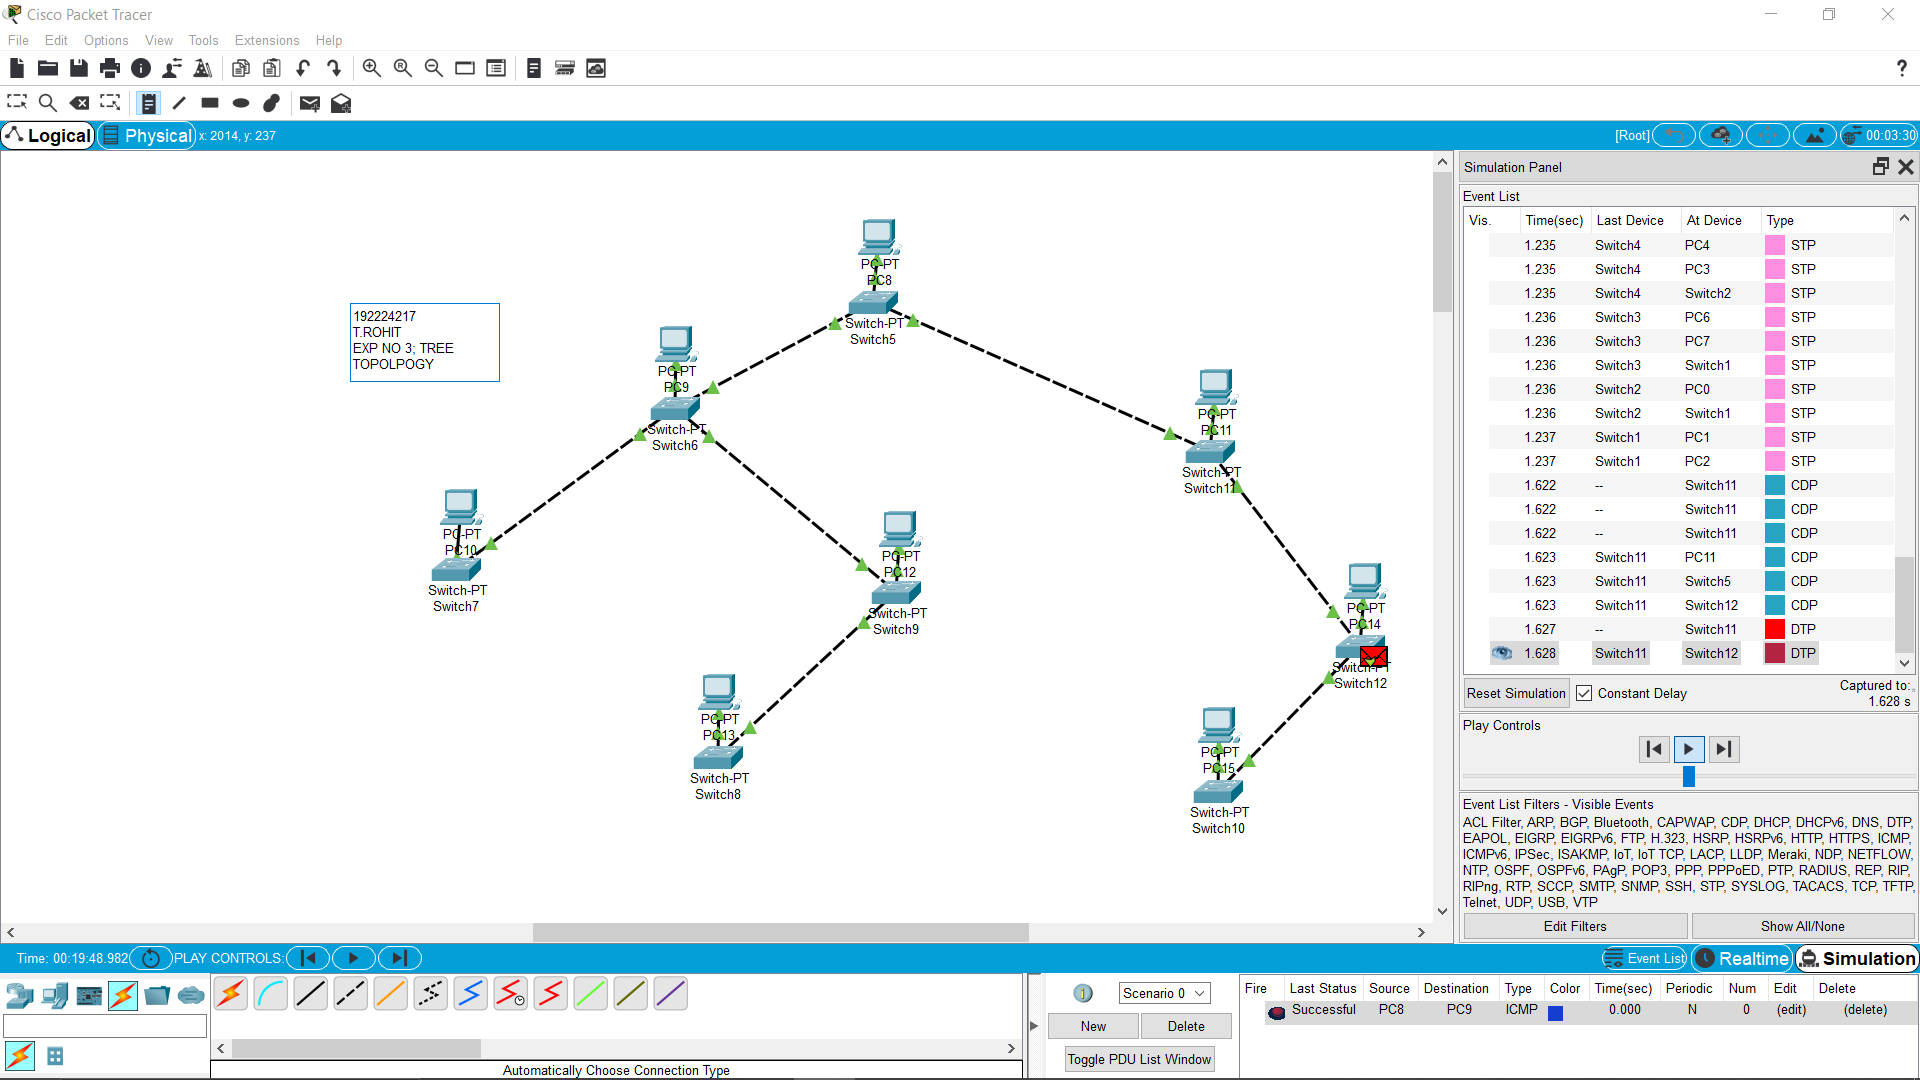 Cisco Packet Tracer
File Edit Options View Tools Extensions Help
Logical Physical x: 2014, y: 237 [Root] 00:03:30
192224217
T.ROHIT
EXP NO 3; TREE
TOPOLPOGY
PC-PT
PC8
Switch-PT
Switch5
PC-PT
PC9
Switch-PT
Switch6
PC-PT
PC11
Switch-PT
Switch11
PC-PT
PC10
Switch-PT
Switch7
PC-PT
PC12
Switch-PT
Switch9
PC-PT
PC14
Switch-PT
Switch12
PC-PT
PC13
Switch-PT
Switch8
PC-PT
PC15
Switch-PT
Switch10
Simulation Panel
Event List
Vis. Time(sec) Last Device At Device Type
1.235 Switch4 PC4 STP
1.235 Switch4 PC3 STP
1.235 Switch4 Switch2 STP
1.236 Switch3 PC6 STP
1.236 Switch3 PC7 STP
1.236 Switch3 Switch1 STP
1.236 Switch2 PC0 STP
1.236 Switch2 Switch1 STP
1.237 Switch1 PC1 STP
1.237 Switch1 PC2 STP
1.622 -- Switch11 CDP
1.622 -- Switch11 CDP
1.622 -- Switch11 CDP
1.623 Switch11 PC11 CDP
1.623 Switch11 Switch5 CDP
1.623 Switch11 Switch12 CDP
1.627 -- Switch11 DTP
1.628 Switch11 Switch12 DTP
Reset Simulation Constant Delay Captured to:
1.628 s
Play Controls
Event List Filters - Visible Events
ACL Filter, ARP, BGP, Bluetooth, CAPWAP, CDP, DHCP, DHCPv6, DNS, DTP,
EAPOL, EIGRP, EIGRPv6, FTP, H.323, HSRP, HSRPv6, HTTP, HTTPS, ICMP,
ICMPv6, IPSec, ISAKMP, IoT, IoT TCP, LACP, LLDP, Meraki, NDP, NETFLOW,
NTP, OSPF, OSPFv6, PAgP, POP3, PPP, PPPoED, PTP, RADIUS, REP, RIP,
RIPng, RTP, SCCP, SMTP, SNMP, SSH, STP, SYSLOG, TACACS, TCP, TFTP,
Telnet, UDP, USB, VTP
Edit Filters Show All/None
Time: 00:19:48.982 PLAY CONTROLS: Event List Realtime Simulation
Automatically Choose Connection Type
Scenario 0
New Delete
Toggle PDU List Window
Fire Last Status Source Destination Type Color Time(sec) Periodic Num Edit Delete
Successful PC8 PC9 ICMP 0.000 N 0 (edit) (delete)